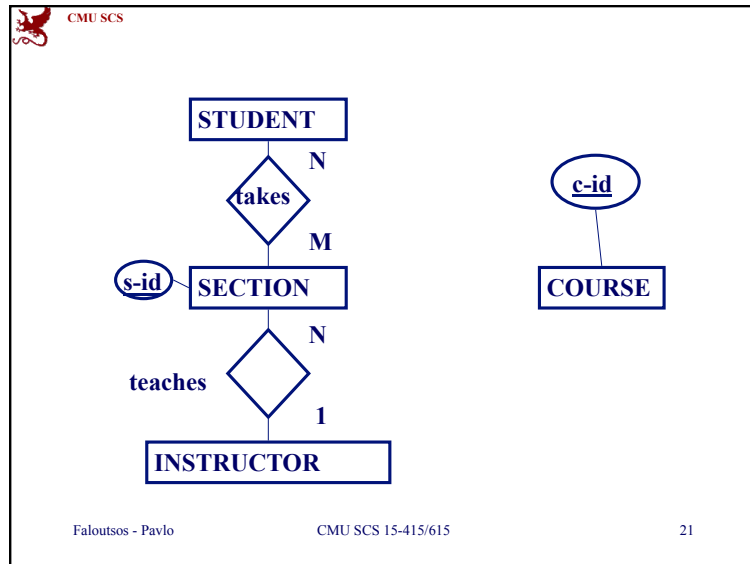 CMU SCS
STUDENT
N
takes
c-id
M
s-id
SECTION
COURSE
N
teaches
1
INSTRUCTOR
Faloutsos - Pavlo
CMU SCS 15-415/615
21